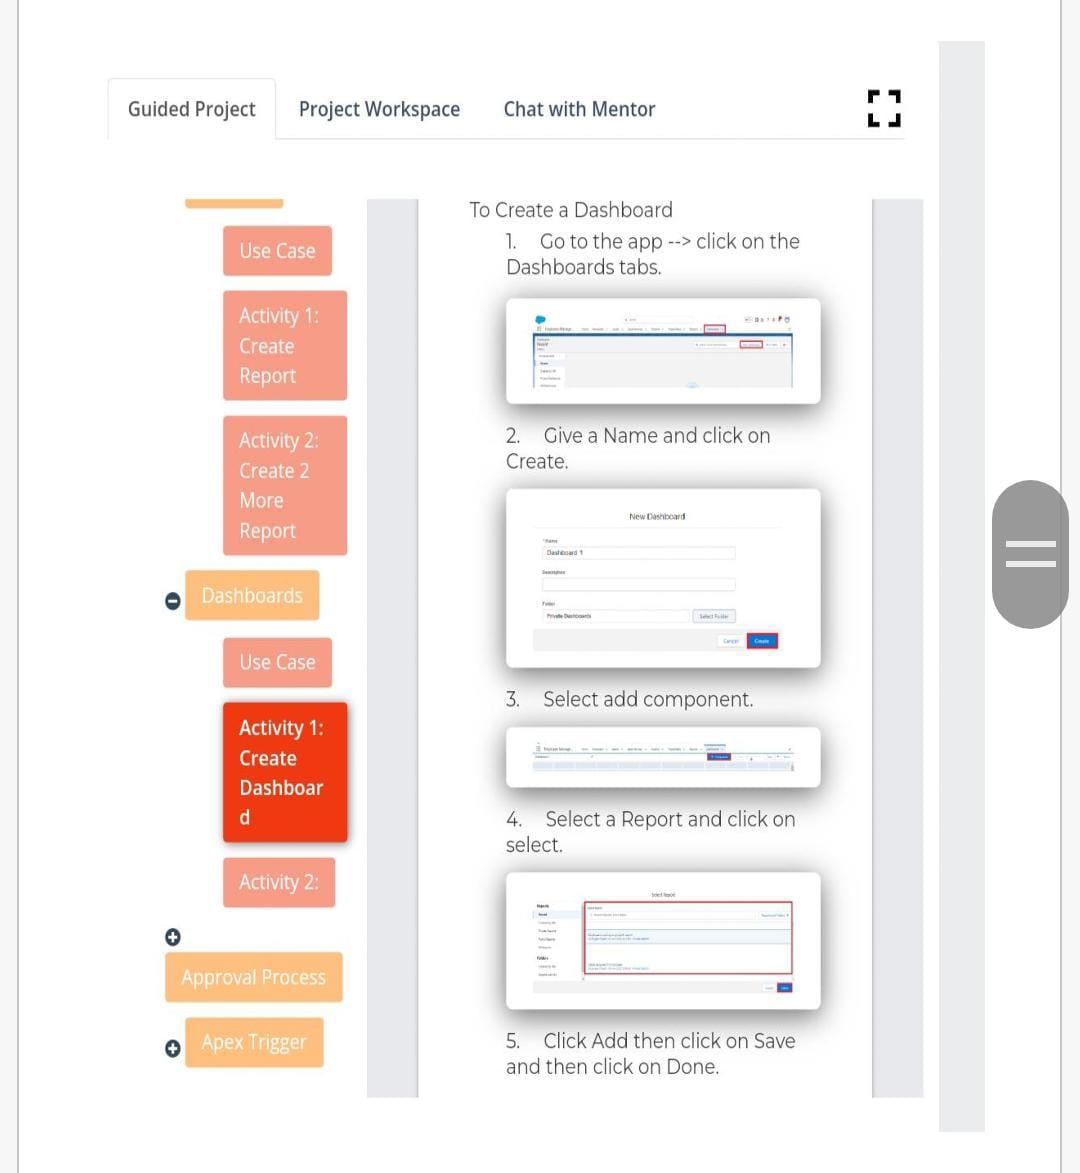 Guided Project
Project Workspace
Chat with Mentor
Use Case
Activity 1:
Create
Report
Activity 2:
Create 2
More
Report
Dashboards
Use Case
Activity 1:
Create
Dashboar
d
Activity 2:
Approval Process
Apex Trigger
To Create a Dashboard
1. Go to the app --> click on the
Dashboards tabs.
2. Give a Name and click on
Create.
New Dashboard
*Name
Dashboard 1
Description
Folder
Private Dashboards
Select Folder
Cancel
Create
3. Select add component.
4. Select a Report and click on
select.
Select Report
Reports
Folders
5. Click Add then click on Save
and then click on Done.